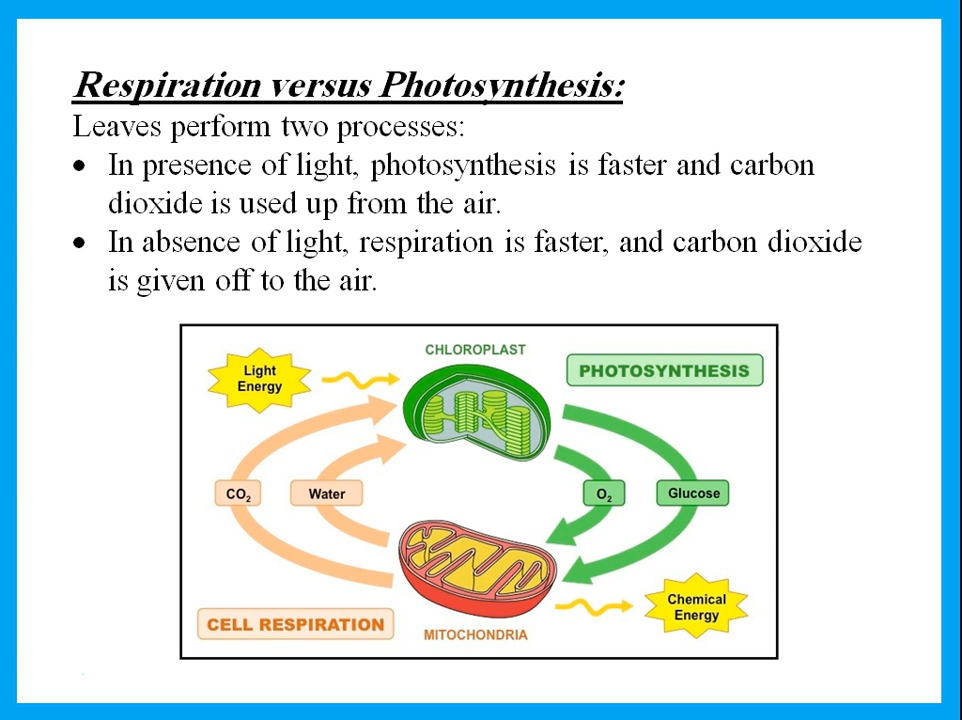 Respiration versus Photosynthesis:
Leaves perform two processes:
• In presence of light, photosynthesis is faster and carbon
dioxide is used up from the air.
• In absence of light, respiration is faster, and carbon dioxide
is given off to the air.
CHLOROPLAST
Light
Energy
PHOTOSYNTHESIS
CO₂
Water
O₂
Glucose
Chemical
Energy
CELL RESPIRATION
MITOCHONDRIA